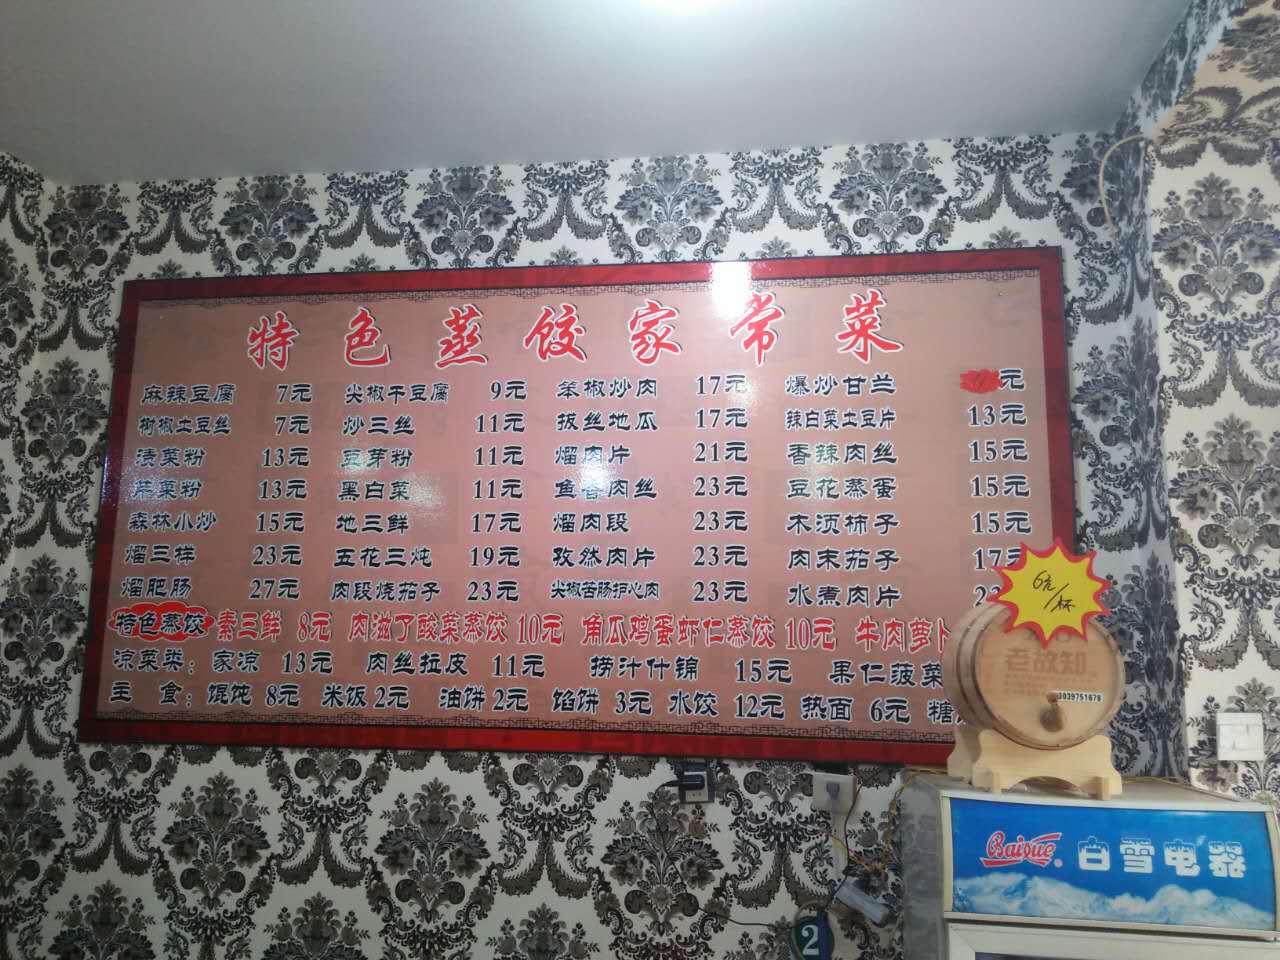 特色蒸饺家常菜
麻辣豆腐 7元 尖椒干豆腐 9元 笨椒炒肉 17元 爆炒甘兰 元
树椒土豆丝 7元 炒三丝 11元 拔丝地瓜 17元 辣白菜土豆片 13元
渍菜粉 13元 豆芽粉 11元 熘肉片 21元 香辣肉丝 15元
芹菜粉 13元 黑白菜 11元 鱼香肉丝 23元 豆花蒸蛋 15元
森林小炒 15元 地三鲜 17元 熘肉段 23元 木须柿子 15元
熘三样 23元 五花三炖 19元 孜然肉片 23元 肉末茄子 17元
熘肥肠 27元 肉段烧茄子 23元 尖椒苦肠护心肉 23元 水煮肉片
特色蒸饺 素三鲜 8元 肉滋了酸菜蒸饺 10元 角瓜鸡蛋虾仁蒸饺 10元 牛肉萝卜
凉菜类：家凉 13元 肉丝拉皮 11元 捞汁什锦 15元 果仁菠菜
主 食：馄饨 8元 米饭 2元 油饼 2元 馅饼 3元 水饺 12元 热面 6元 糖
6元/杯
老故知
3039751678
Baixue 白雪电器
2